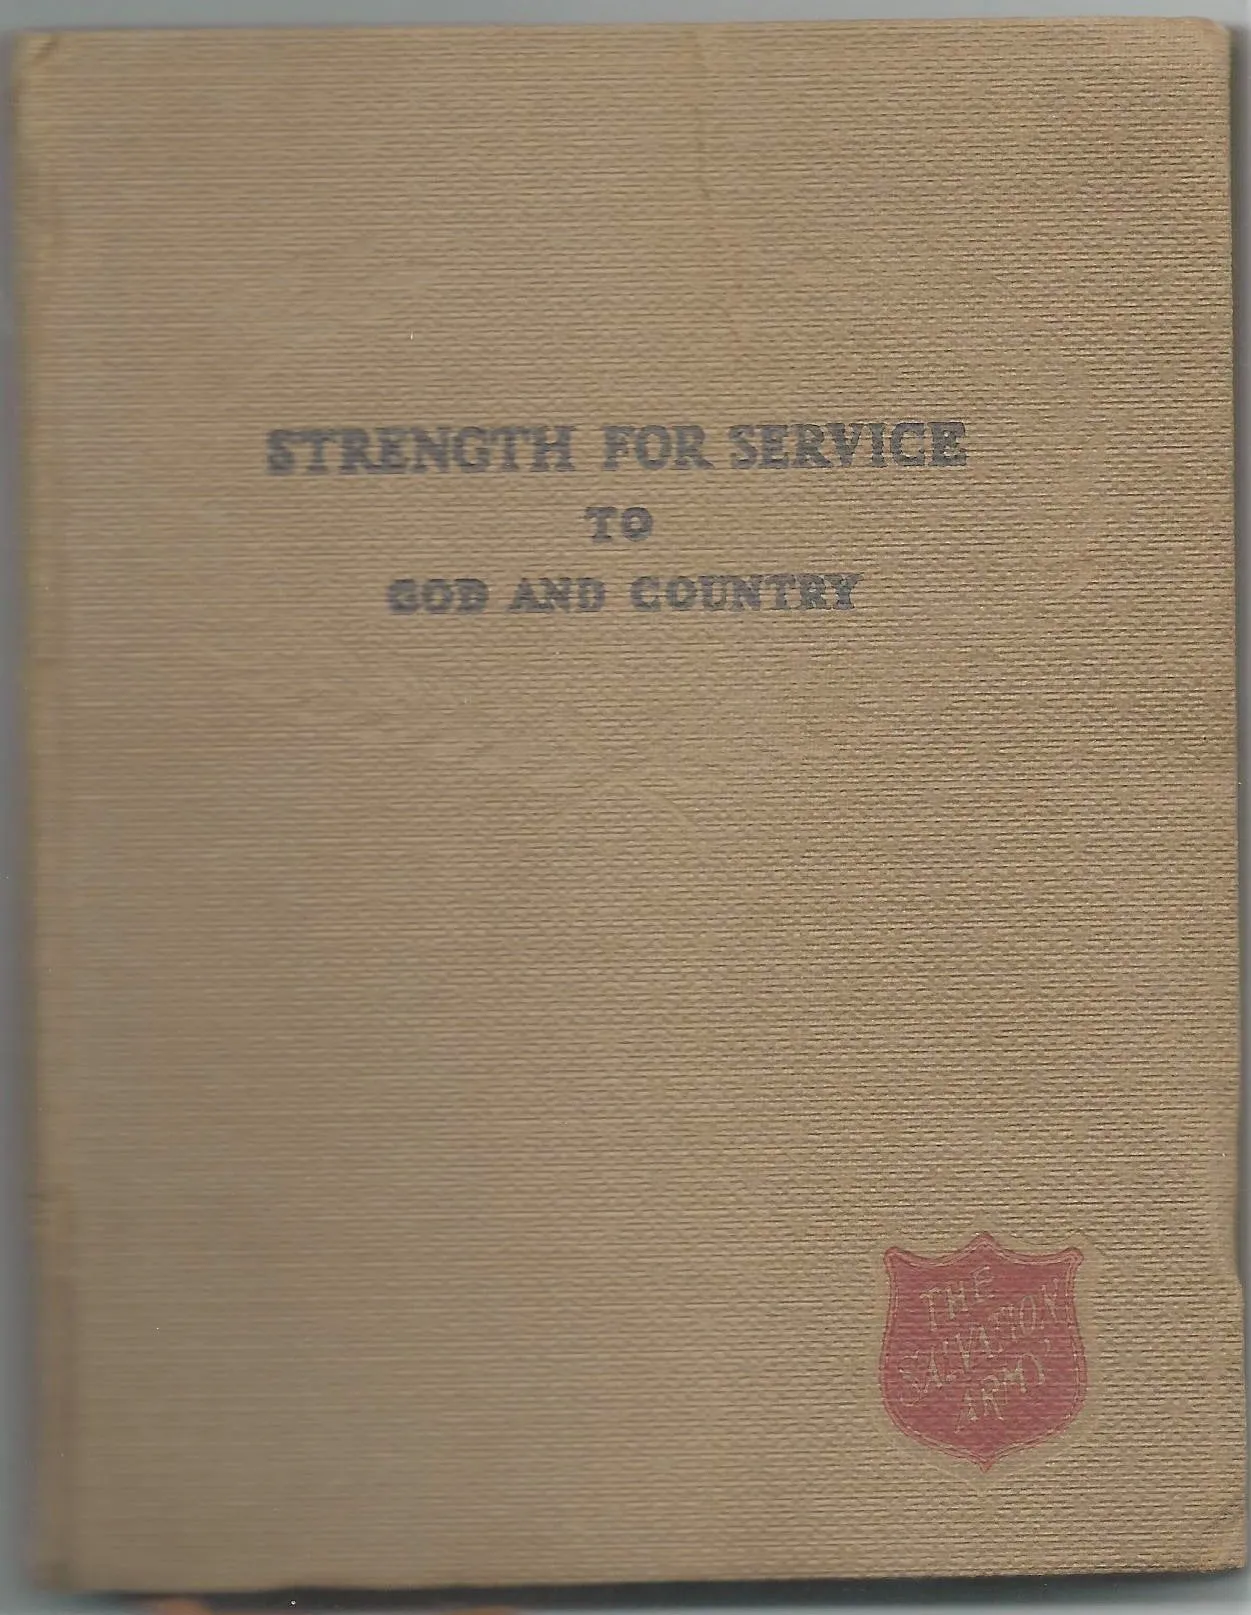 STRENGTH FOR SERVICE
TO
GOD AND COUNTRY
THE
SALVATION
ARMY